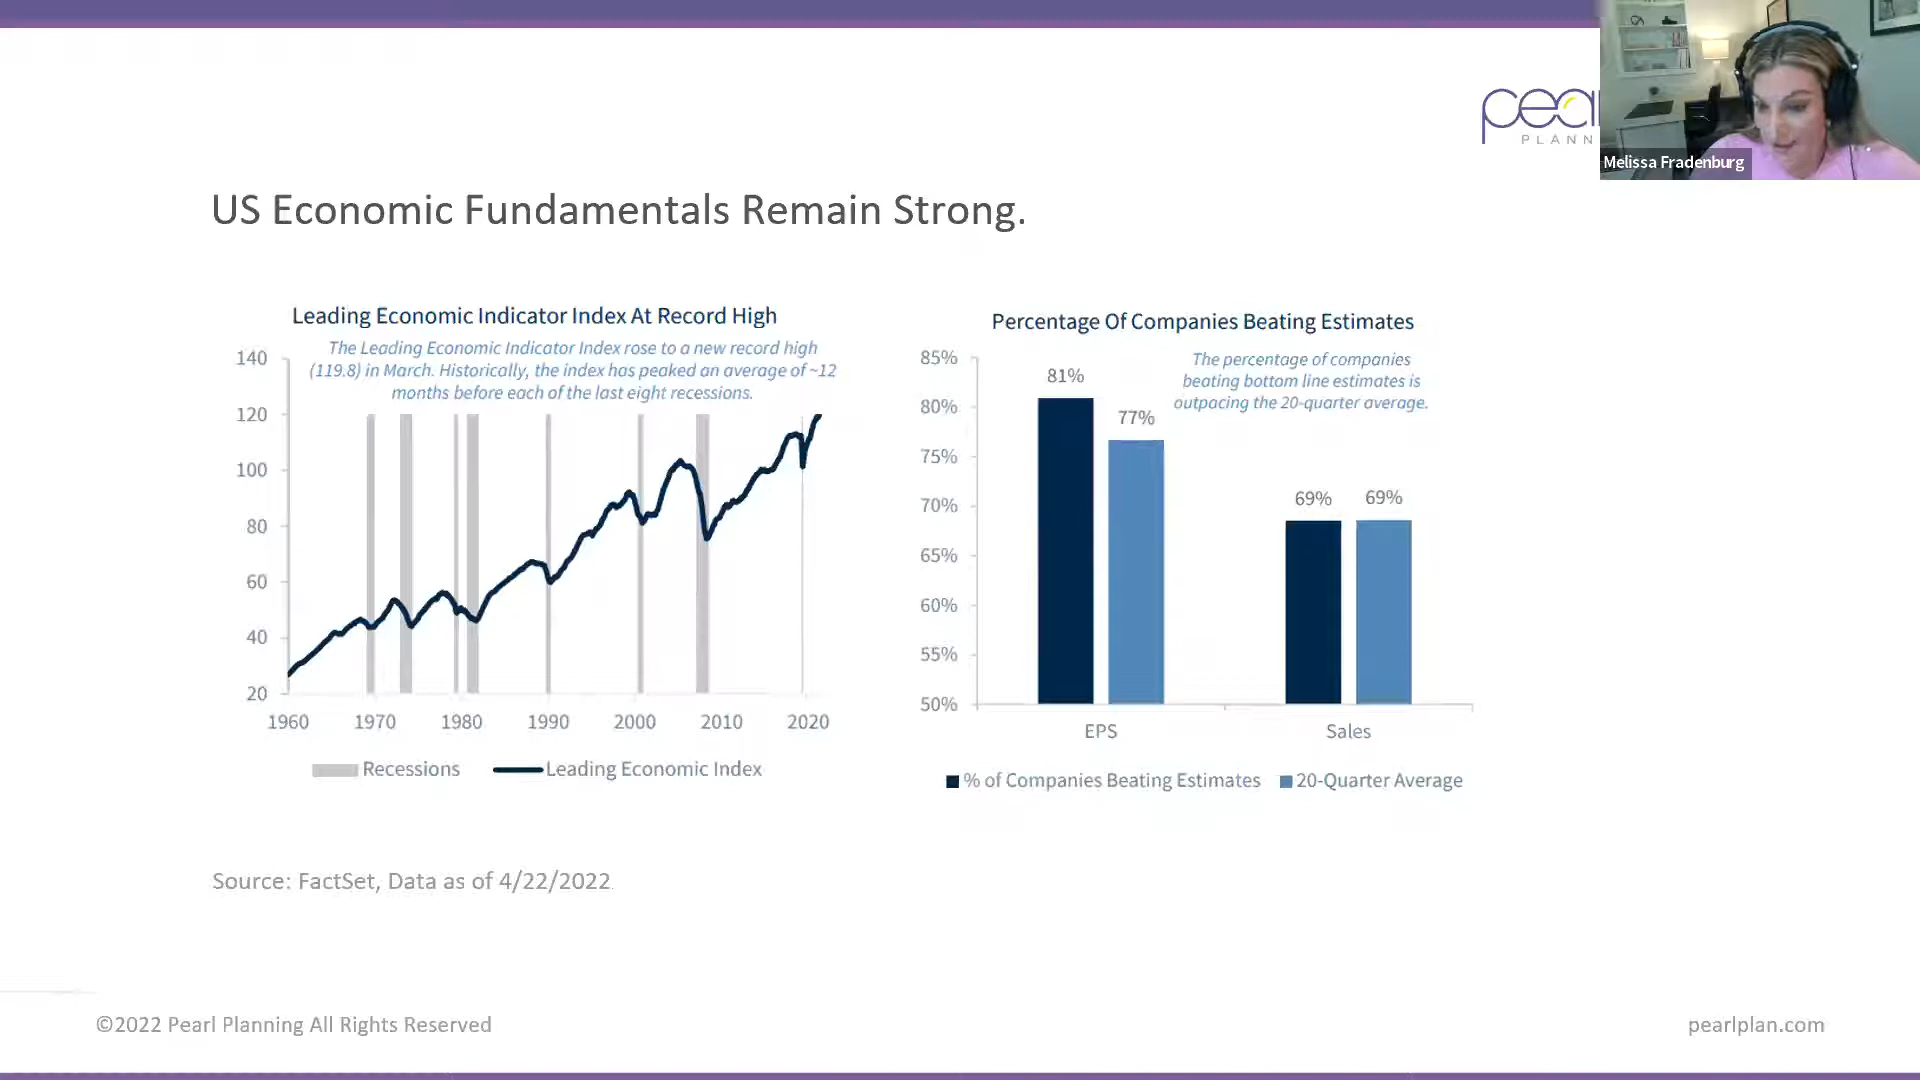 pea
PLANN
Melissa Fradenburg
US Economic Fundamentals Remain Strong.
Leading Economic Indicator Index At Record High
The Leading Economic Indicator Index rose to a new record high
(119.8) in March. Historically, the index has peaked an average of ~12
months before each of the last eight recessions.
140
120
100
80
60
40
20
1960 1970 1980 1990 2000 2010 2020
Recessions Leading Economic Index
Percentage Of Companies Beating Estimates
The percentage of companies
beating bottom line estimates is
outpacing the 20-quarter average.
85%
80%
75%
70%
65%
60%
55%
50%
81%
77%
69% 69%
EPS Sales
% of Companies Beating Estimates 20-Quarter Average
Source: FactSet, Data as of 4/22/2022.
©2022 Pearl Planning All Rights Reserved
pearlplan.com